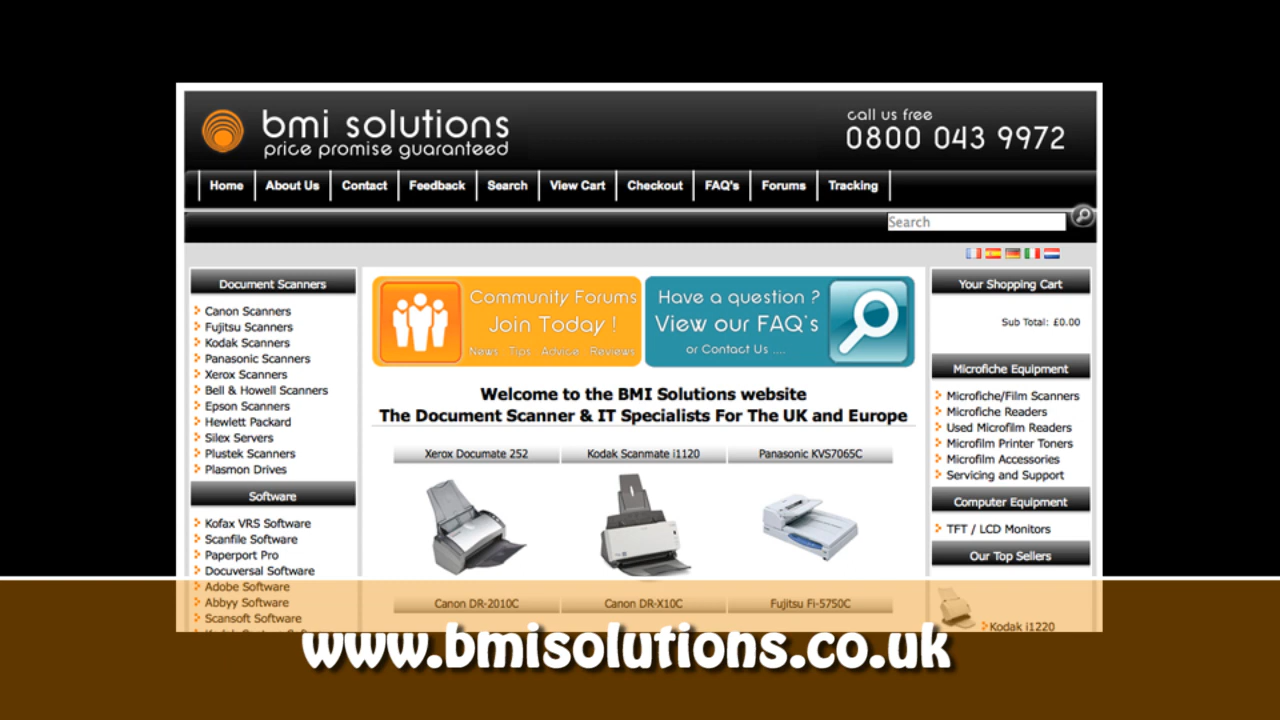 bmi solutions
price promise guaranteed
call us free
0800 043 9972
Home About Us Contact Feedback Search View Cart Checkout FAQ's Forums Tracking
Search
Document Scanners
Canon Scanners
Fujitsu Scanners
Kodak Scanners
Panasonic Scanners
Xerox Scanners
Bell & Howell Scanners
Epson Scanners
Hewlett Packard
Silex Servers
Plustek Scanners
Plasmon Drives
Software
Kofax VRS Software
Scanfile Software
Paperport Pro
Docuversal Software
Adobe Software
Abbyy Software
Scansoft Software
Community Forums
Join Today !
News Tips Advice Reviews
Have a question ?
View our FAQ's
or Contact Us ....
Welcome to the BMI Solutions website
The Document Scanner & IT Specialists For The UK and Europe
Xerox Documate 252 Kodak Scanmate i1120 Panasonic KVS7065C
Canon DR-2010C Canon DR-X10C Fujitsu Fi-5750C
Your Shopping Cart
Sub Total: £0.00
Microfiche Equipment
Microfiche/Film Scanners
Microfiche Readers
Used Microfilm Readers
Microfilm Printer Toners
Microfilm Accessories
Servicing and Support
Computer Equipment
TFT / LCD Monitors
Our Top Sellers
Kodak i1220
www.bmisolutions.co.uk